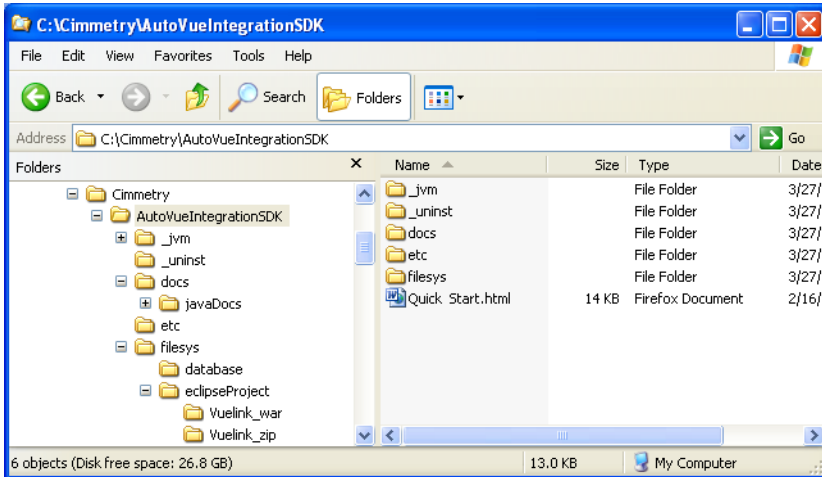 C:\Cimmetry\AutoVueIntegrationSDK
File Edit View Favorites Tools Help
Back Search Folders
Address C:\Cimmetry\AutoVueIntegrationSDK Go
Folders x Name Size Type Date
Cimmetry
AutoVueIntegrationSDK
_jvm
_uninst
docs
javaDocs
etc
filesys
database
eclipseProject
Vuelink_war
Vuelink_zip
_jvm File Folder 3/27/
_uninst File Folder 3/27/
docs File Folder 3/27/
etc File Folder 3/27/
filesys File Folder 3/27/
Quick Start.html 14 KB Firefox Document 2/16/
6 objects (Disk free space: 26.8 GB) 13.0 KB My Computer